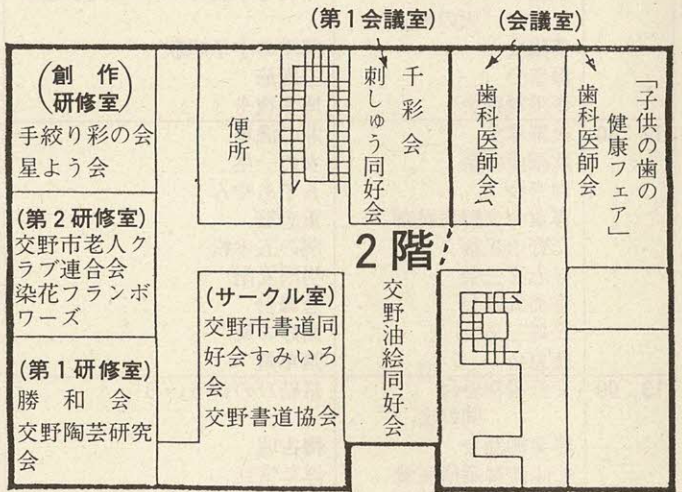 (第1会議室)
(会議室)
(創作
研修室)
手絞り彩の会
星よう会
(第2研修室)
交野市老人ク
ラブ連合会
染花フランボ
ワーズ
(第1研修室)
勝和会
交野陶芸研究
会
便所
千彩会
刺しゅう同好会
歯科医師会
「子供の歯の
健康フェア」
歯科医師会
2階
(サークル室)
交野市書道同
好会すみいろ
会
交野書道協会
交野油絵同好会